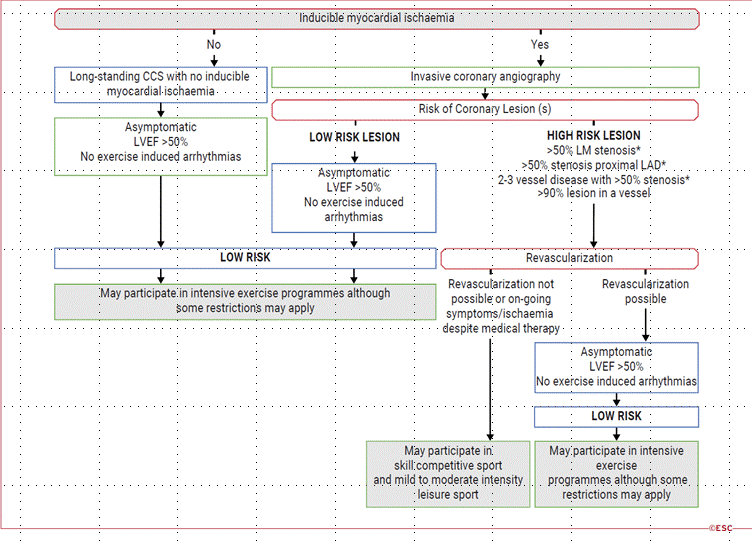 Inducible myocardial ischaemia
No
Yes
Long-standing CCS with no inducible
myocardial ischaemia
Invasive coronary angiography
Risk of Coronary Lesion (s)
Asymptomatic
LVEF >50%
No exercise induced arrhythmias
LOW RISK LESION
HIGH RISK LESION
>50% LM stenosis*
>50% stenosis proximal LAD*
2-3 vessel disease with >50% stenosis*
>90% lesion in a vessel
Asymptomatic
LVEF >50%
No exercise induced
arrhythmias
LOW RISK
Revascularization
May participate in intensive exercise programmes although
some restrictions may apply
Revascularization not
possible or on-going
symptoms/ischaemia
despite medical therapy
Revascularization
possible
Asymptomatic
LVEF >50%
No exercise induced arrhythmias
LOW RISK
May participate in
skill competitive sport
and mild to moderate intensity
leisure sport
May participate in intensive
exercise
programmes although some
restrictions may apply
©ESC